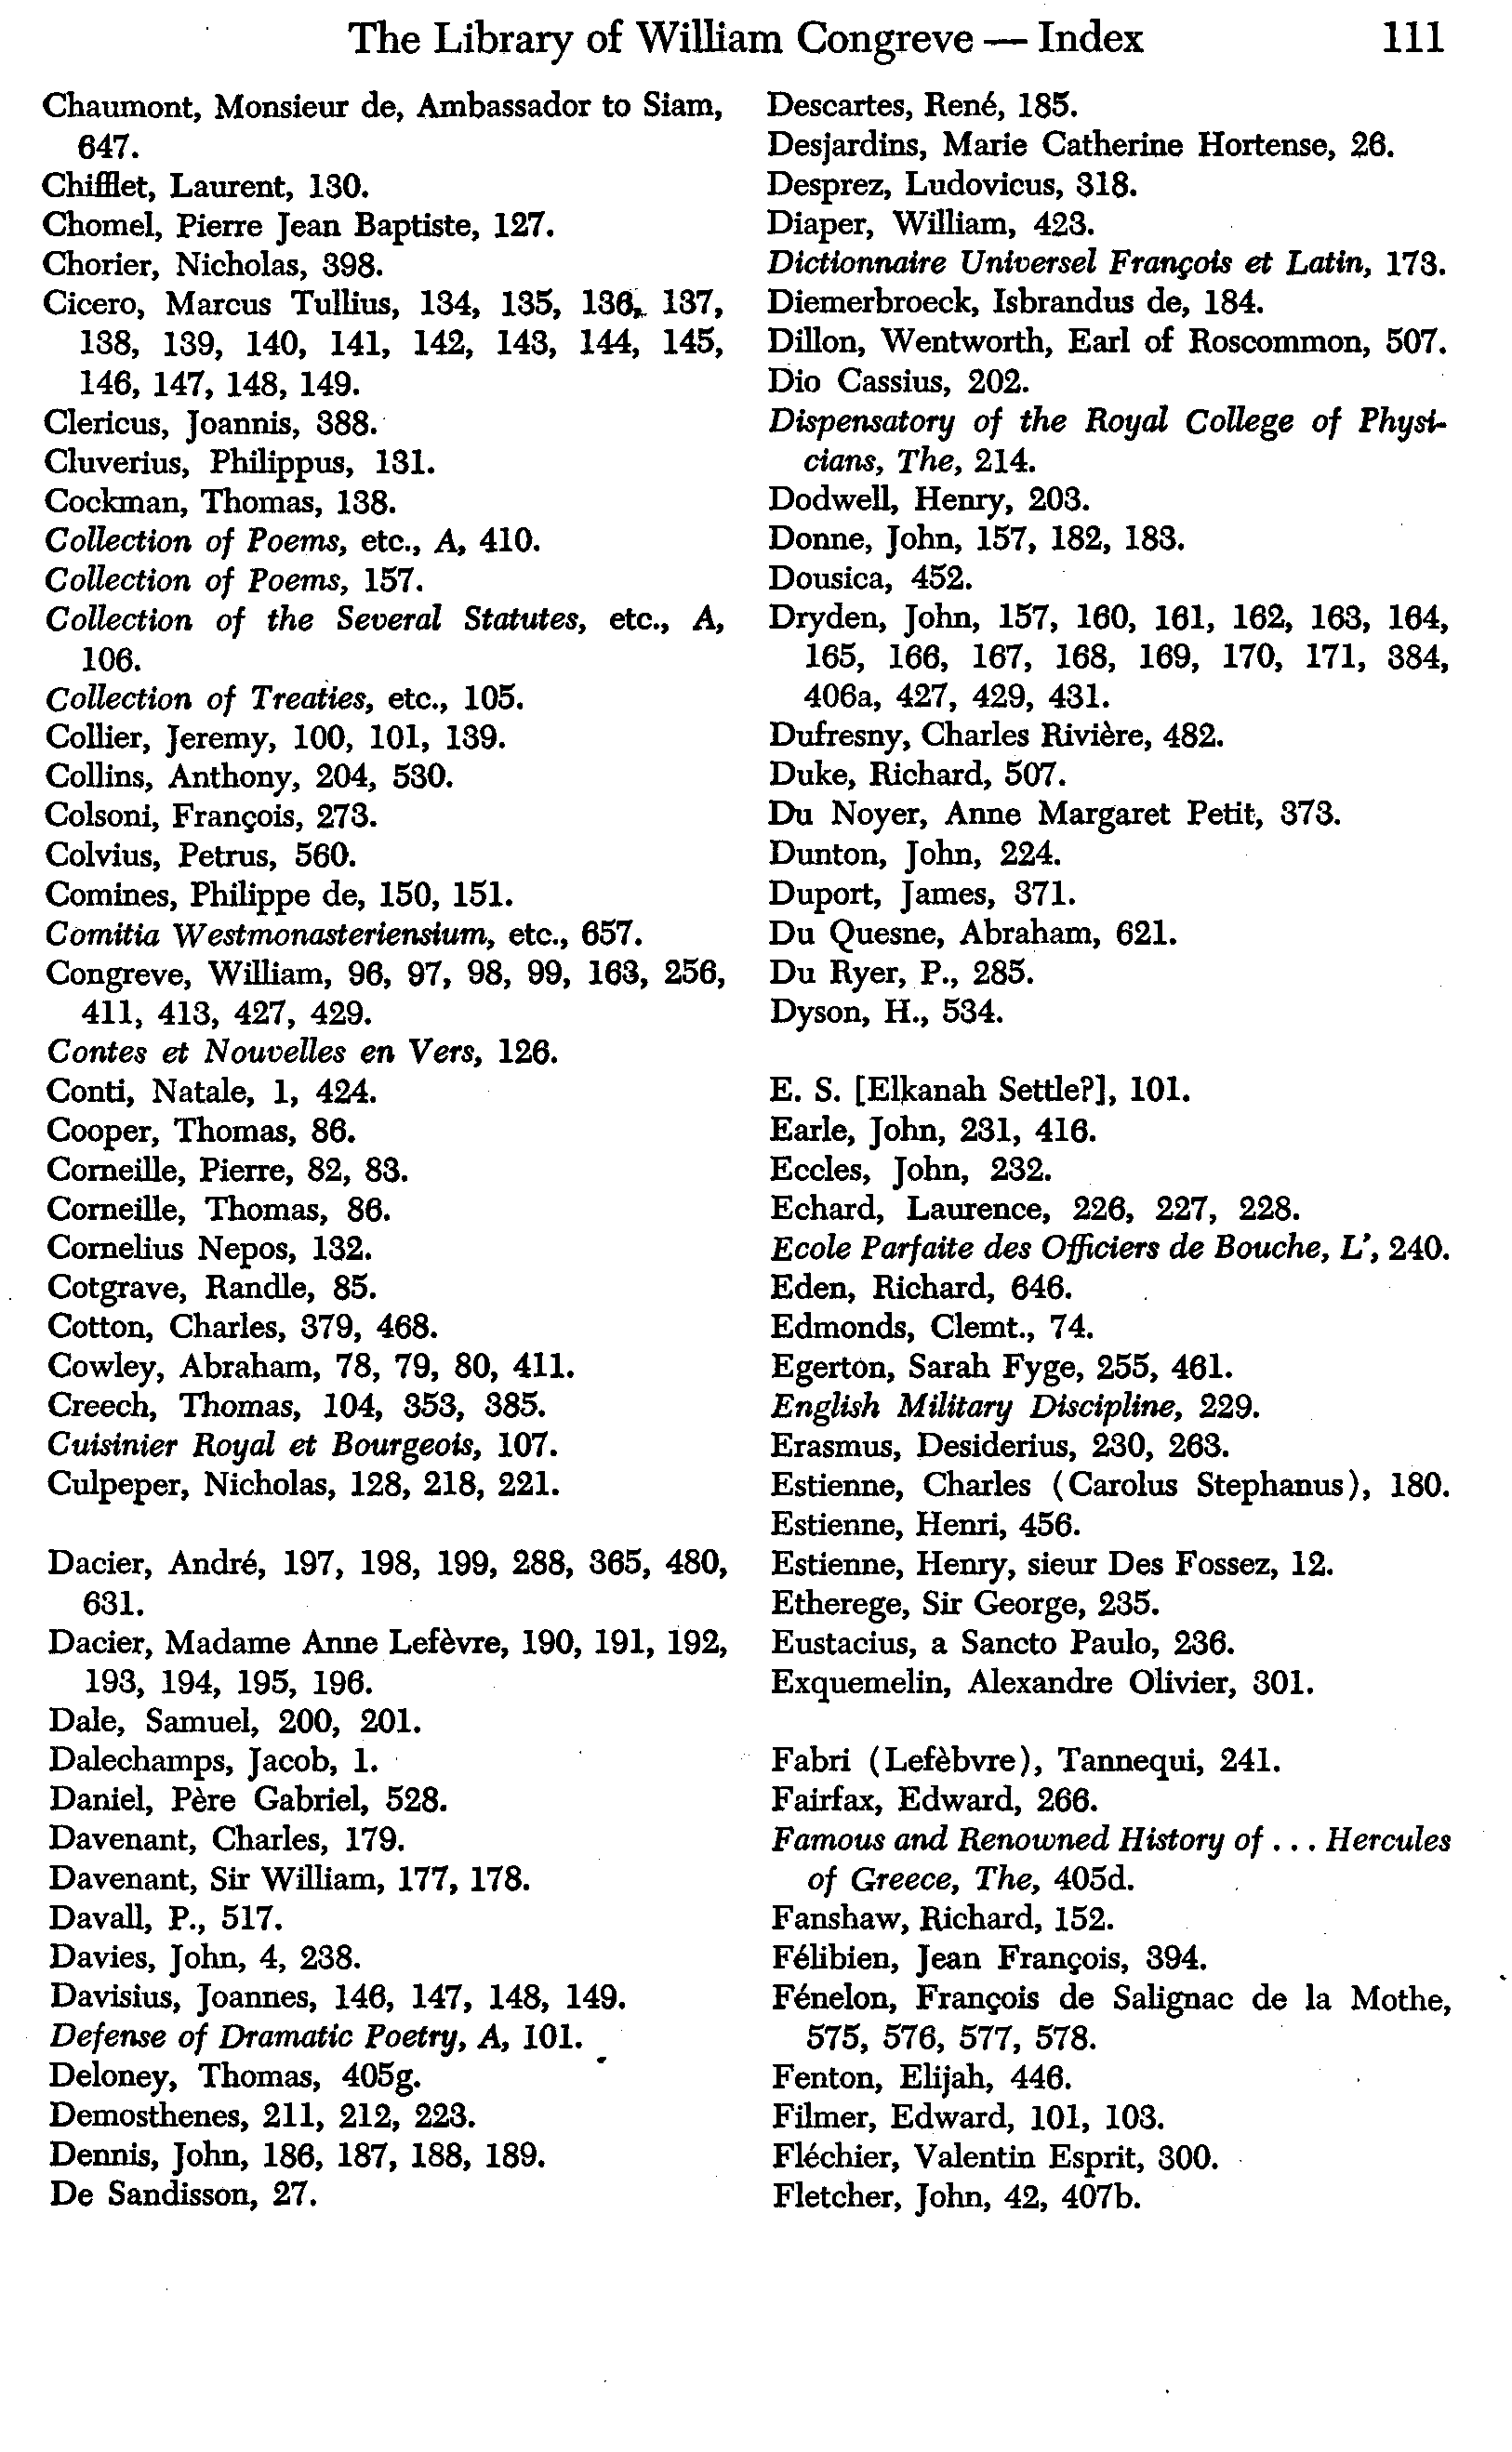 The Library of William Congreve — Index 111
Chaumont, Monsieur de, Ambassador to Siam,
647.
Chifflet, Laurent, 130.
Chomel, Pierre Jean Baptiste, 127.
Chorier, Nicholas, 398.
Cicero, Marcus Tullius, 134, 135, 136, 137,
138, 139, 140, 141, 142, 143, 144, 145,
146, 147, 148, 149.
Clericus, Joannis, 388.
Cluverius, Philippus, 131.
Cockman, Thomas, 138.
Collection of Poems, etc., A, 410.
Collection of Poems, 157.
Collection of the Several Statutes, etc., A,
106.
Collection of Treaties, etc., 105.
Collier, Jeremy, 100, 101, 139.
Collins, Anthony, 204, 530.
Colsoni, François, 273.
Colvius, Petrus, 560.
Comines, Philippe de, 150, 151.
Comitia Westmonasteriensium, etc., 657.
Congreve, William, 96, 97, 98, 99, 163, 256,
411, 413, 427, 429.
Contes et Nouvelles en Vers, 126.
Conti, Natale, 1, 424.
Cooper, Thomas, 86.
Corneille, Pierre, 82, 83.
Corneille, Thomas, 86.
Cornelius Nepos, 132.
Cotgrave, Randle, 85.
Cotton, Charles, 379, 468.
Cowley, Abraham, 78, 79, 80, 411.
Creech, Thomas, 104, 353, 385.
Cuisinier Royal et Bourgeois, 107.
Culpeper, Nicholas, 128, 218, 221.
Dacier, André, 197, 198, 199, 288, 365, 480,
631.
Dacier, Madame Anne Lefèvre, 190, 191, 192,
193, 194, 195, 196.
Dale, Samuel, 200, 201.
Dalechamps, Jacob, 1.
Daniel, Père Gabriel, 528.
Davenant, Charles, 179.
Davenant, Sir William, 177, 178.
Davall, P., 517.
Davies, John, 4, 238.
Davisius, Joannes, 146, 147, 148, 149.
Defense of Dramatic Poetry, A, 101.
Deloney, Thomas, 405g.
Demosthenes, 211, 212, 223.
Dennis, John, 186, 187, 188, 189.
De Sandisson, 27.
Descartes, René, 185.
Desjardins, Marie Catherine Hortense, 26.
Desprez, Ludovicus, 318.
Diaper, William, 423.
Dictionnaire Universel François et Latin, 173.
Diemerbroeck, Isbrandus de, 184.
Dillon, Wentworth, Earl of Roscommon, 507.
Dio Cassius, 202.
Dispensatory of the Royal College of Physi-
cians, The, 214.
Dodwell, Henry, 203.
Donne, John, 157, 182, 183.
Dousica, 452.
Dryden, John, 157, 160, 161, 162, 163, 164,
165, 166, 167, 168, 169, 170, 171, 384,
406a, 427, 429, 431.
Dufresny, Charles Rivière, 482.
Duke, Richard, 507.
Du Noyer, Anne Margaret Petit, 373.
Dunton, John, 224.
Duport, James, 371.
Du Quesne, Abraham, 621.
Du Ryer, P., 285.
Dyson, H., 534.
E. S. [Elkanah Settle?], 101.
Earle, John, 231, 416.
Eccles, John, 232.
Echard, Laurence, 226, 227, 228.
Ecole Parfaite des Officiers de Bouche, L', 240.
Eden, Richard, 646.
Edmonds, Clemt., 74.
Egerton, Sarah Fyge, 255, 461.
English Military Discipline, 229.
Erasmus, Desiderius, 230, 263.
Estienne, Charles (Carolus Stephanus), 180.
Estienne, Henri, 456.
Estienne, Henry, sieur Des Fossez, 12.
Etherege, Sir George, 235.
Eustacius, a Sancto Paulo, 236.
Exquemelin, Alexandre Olivier, 301.
Fabri (Lefèbvre), Tannequi, 241.
Fairfax, Edward, 266.
Famous and Renowned History of . . . Hercules
of Greece, The, 405d.
Fanshaw, Richard, 152.
Félibien, Jean François, 394.
Fénelon, François de Salignac de la Mothe,
575, 576, 577, 578.
Fenton, Elijah, 446.
Filmer, Edward, 101, 103.
Fléchier, Valentin Esprit, 300.
Fletcher, John, 42, 407b.